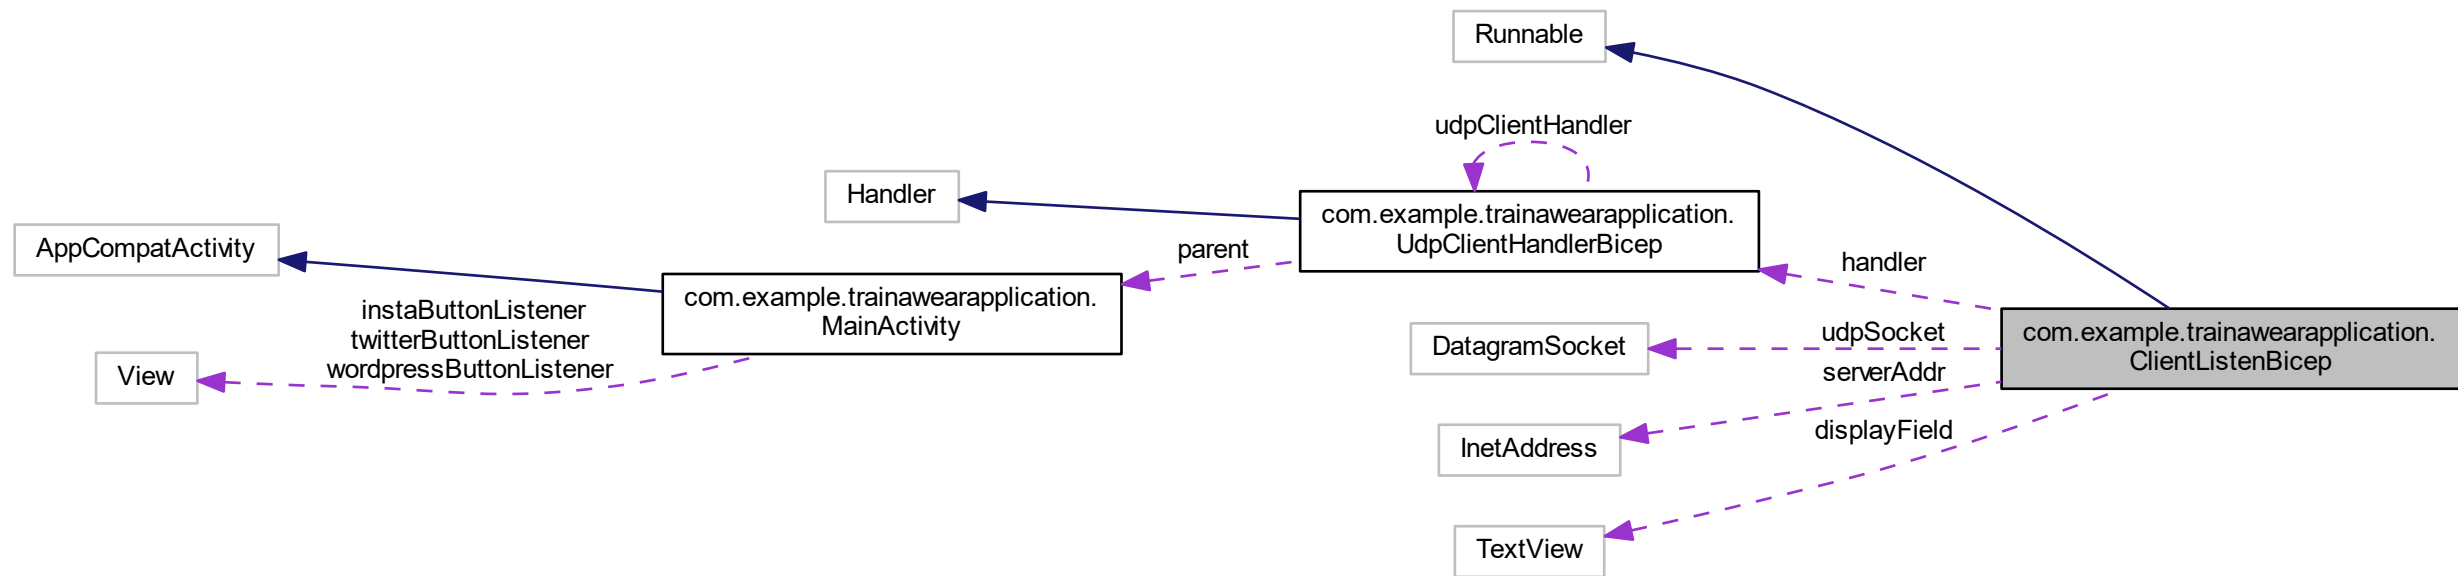 Runnable
udpClientHandler
Handler
com.example.trainawearapplication.
UdpClientHandlerBicep
AppCompatActivity
parent
handler
com.example.trainawearapplication.
MainActivity
instaButtonListener
twitterButtonListener
wordpressButtonListener
View
DatagramSocket
udpSocket
com.example.trainawearapplication.
ClientListenBicep
serverAddr
InetAddress
displayField
TextView